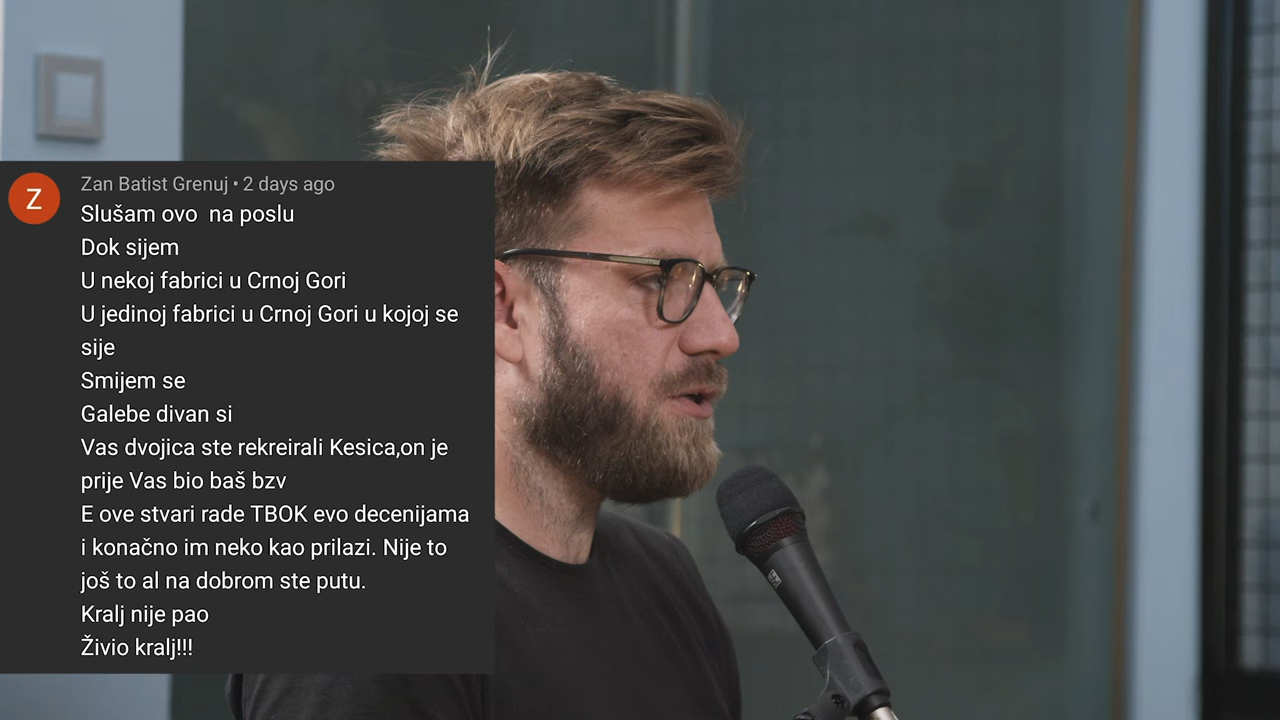 Z
Zan Batist Grenuj • 2 days ago
Slušam ovo  na poslu
Dok sijem
U nekoj fabrici u Crnoj Gori
U jedinoj fabrici u Crnoj Gori u kojoj se
sije
Smijem se
Galebe divan si
Vas dvojica ste rekreirali Kesica,on je
prije Vas bio baš bzv
E ove stvari rade TBOK evo decenijama
i konačno im neko kao prilazi. Nije to
još to al na dobrom ste putu.
Kralj nije pao
Živio kralj!!!